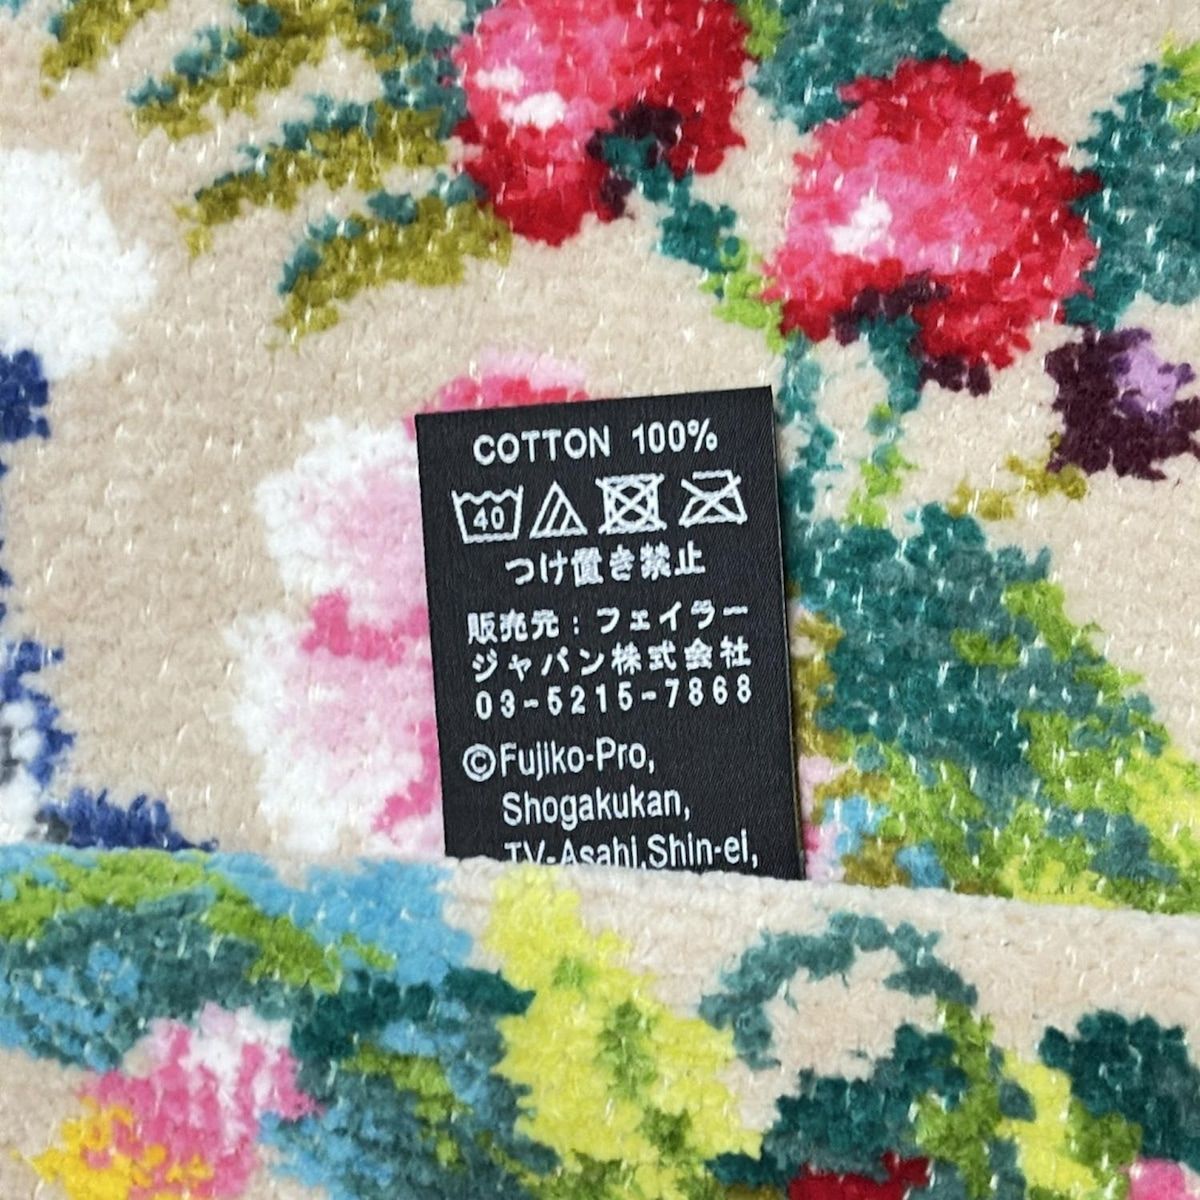 COTTON 100%
40
つけ置き禁止
販売元：フェイラー
ジャパン株式会社
03-5215-7868
©Fujiko-Pro,
Shogakukan,
TV-Asahi,Shin-ei,